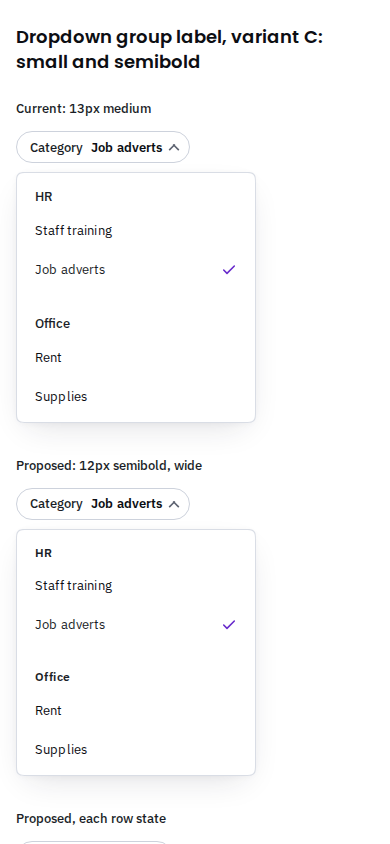 Dropdown group label, variant C:
small and semibold
Current: 13px medium
Category Job adverts
HR
Staff training
Job adverts
Office
Rent
Supplies
Proposed: 12px semibold, wide
Category Job adverts
HR
Staff training
Job adverts
Office
Rent
Supplies
Proposed, each row state